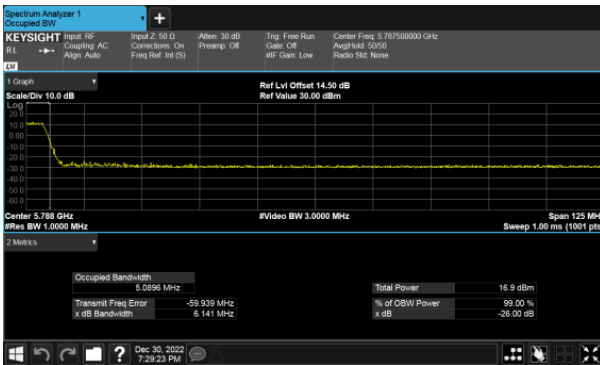 Spectrum Analyzer 1
Occupied BW
+
KEYSIGHT Input: RF Input Z: 50 Ω Atten: 30 dB Trig: Free Run Center Freq: 5.787500000 GHz
RL Coupling: AC Corrections: On Preamp: Off Gate: Off Avg|Hold: 50/50
Align: Auto Freq Ref: Int (S) #IF Gain: Low Radio Std: None
LXI
1 Graph
Ref Lvl Offset 14.50 dB
Scale/Div 10.0 dB Ref Value 30.00 dBm
Log
20.0
10.0
0.00
-10.0
-20.0
-30.0
-40.0
-50.0
-60.0
Center 5.788 GHz #Video BW 3.0000 MHz Span 125 MH
#Res BW 1.0000 MHz Sweep 1.00 ms (1001 pts
2 Metrics
Occupied Bandwidth
5.0896 MHz Total Power 16.9 dBm
Transmit Freq Error -59.939 MHz % of OBW Power 99.00 %
x dB Bandwidth 6.141 MHz x dB -26.00 dB
? Dec 30, 2022
7:29:23 PM